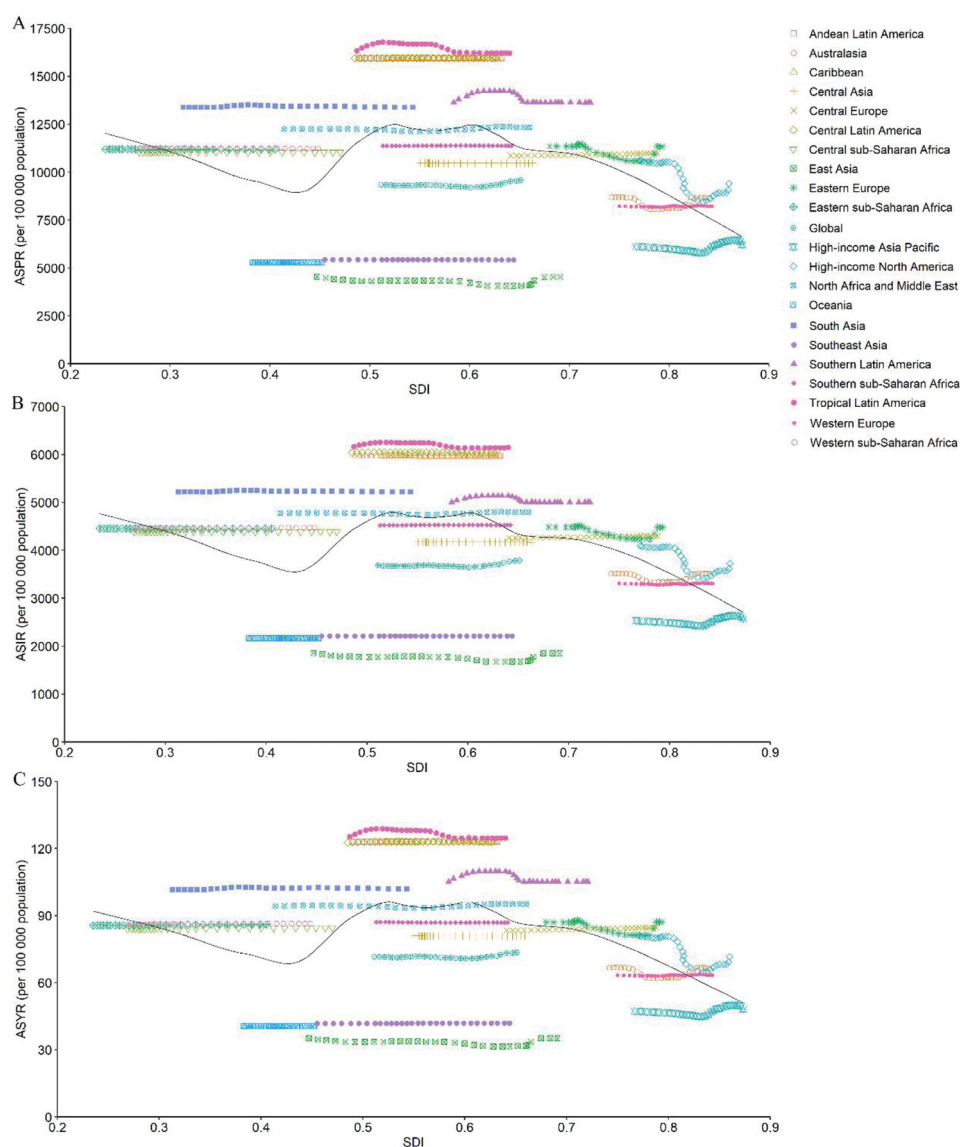 A
17500
15000
12500
10000
7500
5000
2500
0
ASPR (per 100 000 population)
0.2 0.3 0.4 0.5 0.6 0.7 0.8 0.9
SDI
Andean Latin America
Australasia
Caribbean
Central Asia
Central Europe
Central Latin America
Central sub-Saharan Africa
East Asia
Eastern Europe
Eastern sub-Saharan Africa
Global
High-income Asia Pacific
High-income North America
North Africa and Middle East
Oceania
South Asia
Southeast Asia
Southern Latin America
Southern sub-Saharan Africa
Tropical Latin America
Western Europe
Western sub-Saharan Africa
B
7000
6000
5000
4000
3000
2000
1000
0
ASIR (per 100 000 population)
0.2 0.3 0.4 0.5 0.6 0.7 0.8 0.9
SDI
C
150
120
90
60
30
0
ASYR (per 100 000 population)
0.2 0.3 0.4 0.5 0.6 0.7 0.8 0.9
SDI